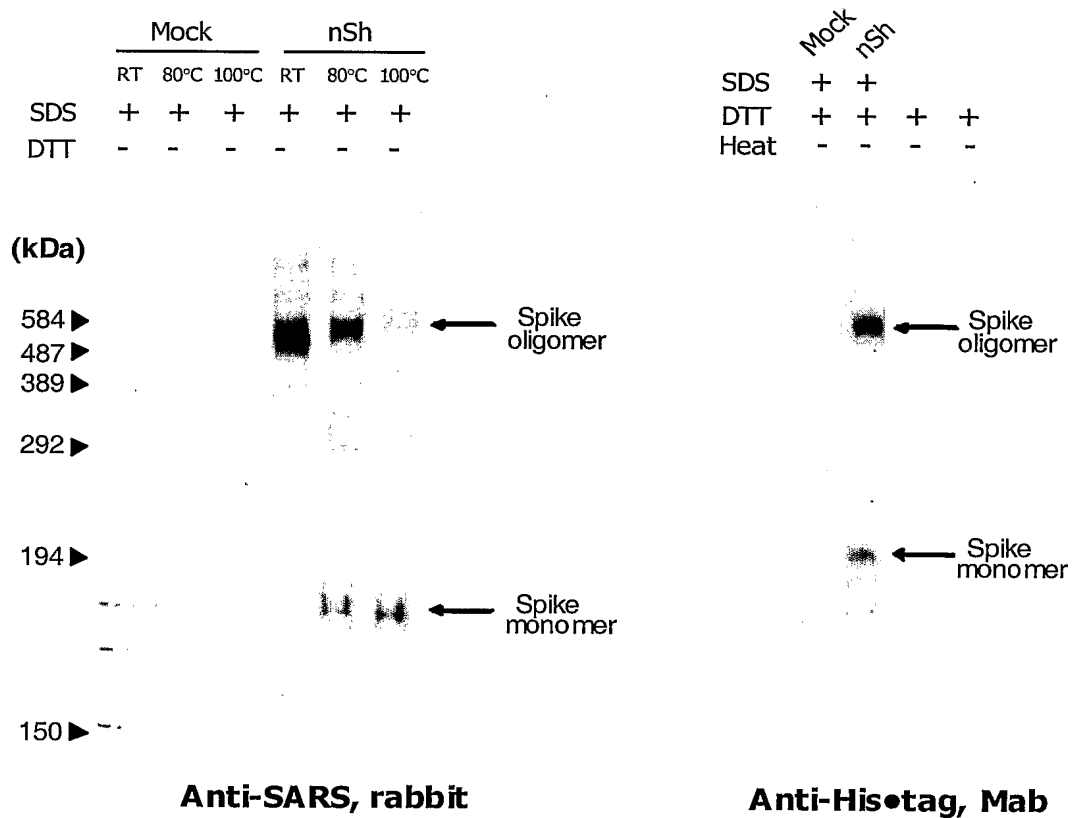 Mock nSh
RT 80°C 100°C RT 80°C 100°C
SDS + + + + + +
DTT - - - - - -
(kDa)
584
487
389
292
194
150
Spike oligomer
Spike monomer
Anti-SARS, rabbit
Mock nSh
SDS + +
DTT + + + +
Heat - - - -
Spike oligomer
Spike monomer
Anti-His•tag, Mab